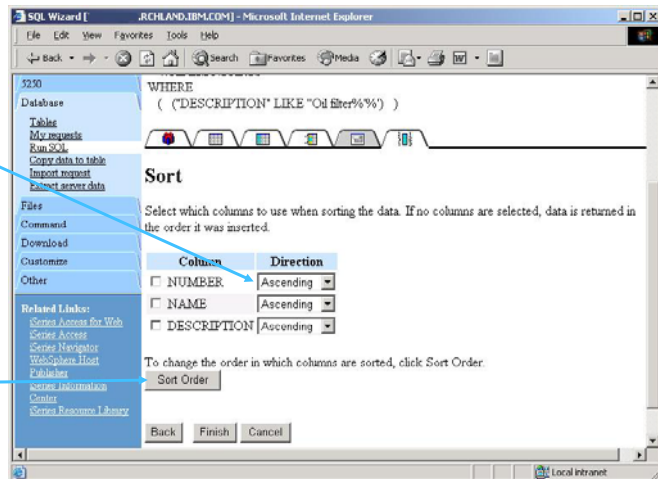 SQL Wizard [ .RCHLAND.IBM.COM] - Microsoft Internet Explorer
File Edit View Favorites Tools Help
Back Search Favorites Media
5250
Database
Tables
My requests
Run SQL
Copy data to table
Import request
Extract server data
Files
Command
Download
Customize
Other
Related Links:
iSeries Access for Web
iSeries Access
iSeries Navigator
WebSphere Host
Publisher
iSeries Information
Center
iSeries Resource Library
WHERE
( ("DESCRIPTION" LIKE "Oil filter%%') )
Sort
Select which columns to use when sorting the data. If no columns are selected, data is returned in
the order it was inserted.
Column Direction
NUMBER Ascending
NAME Ascending
DESCRIPTION Ascending
To change the order in which columns are sorted, click Sort Order.
Sort Order
Back Finish Cancel
Local intranet